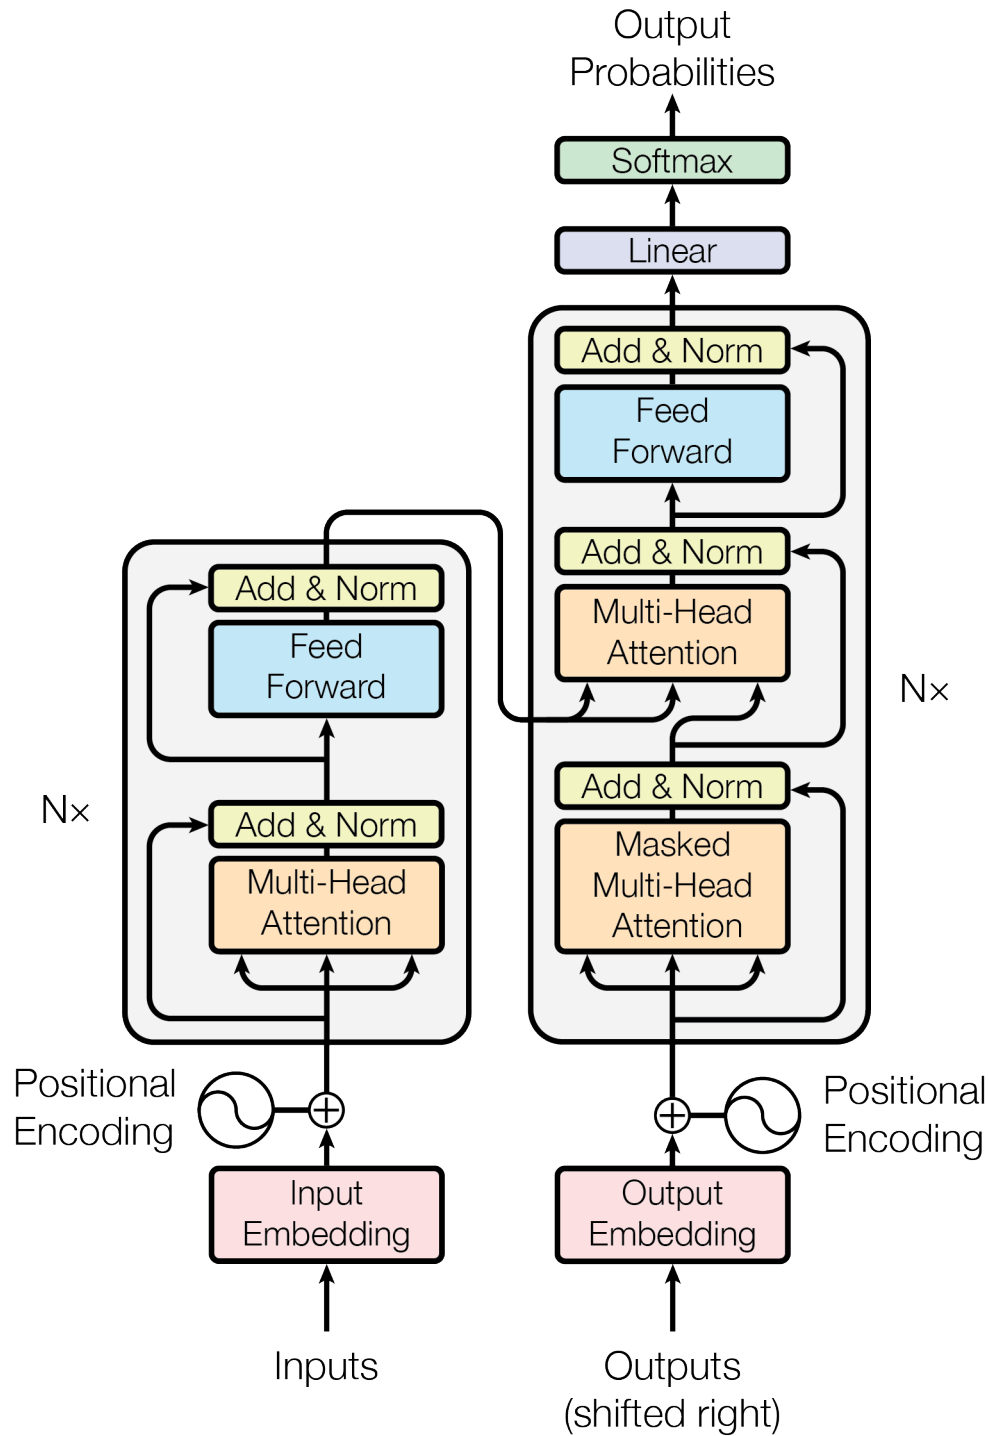 Output
Probabilities
Softmax
Linear
Add & Norm
Feed
Forward
Add & Norm
Multi-Head
Attention
Add & Norm
Masked
Multi-Head
Attention
N×
Add & Norm
Feed
Forward
Add & Norm
Multi-Head
Attention
N×
Positional
Encoding
Positional
Encoding
Input
Embedding
Output
Embedding
Inputs
Outputs
(shifted right)